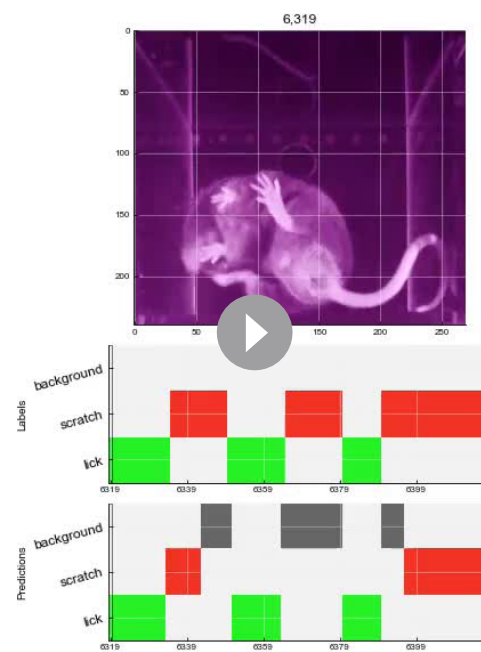 6,319
0
50
100
150
200
0 50 100 150 200 250
Labels
background
scratch
lick
6319 6339 6359 6379 6399
Predictions
background
scratch
lick
6319 6339 6359 6379 6399